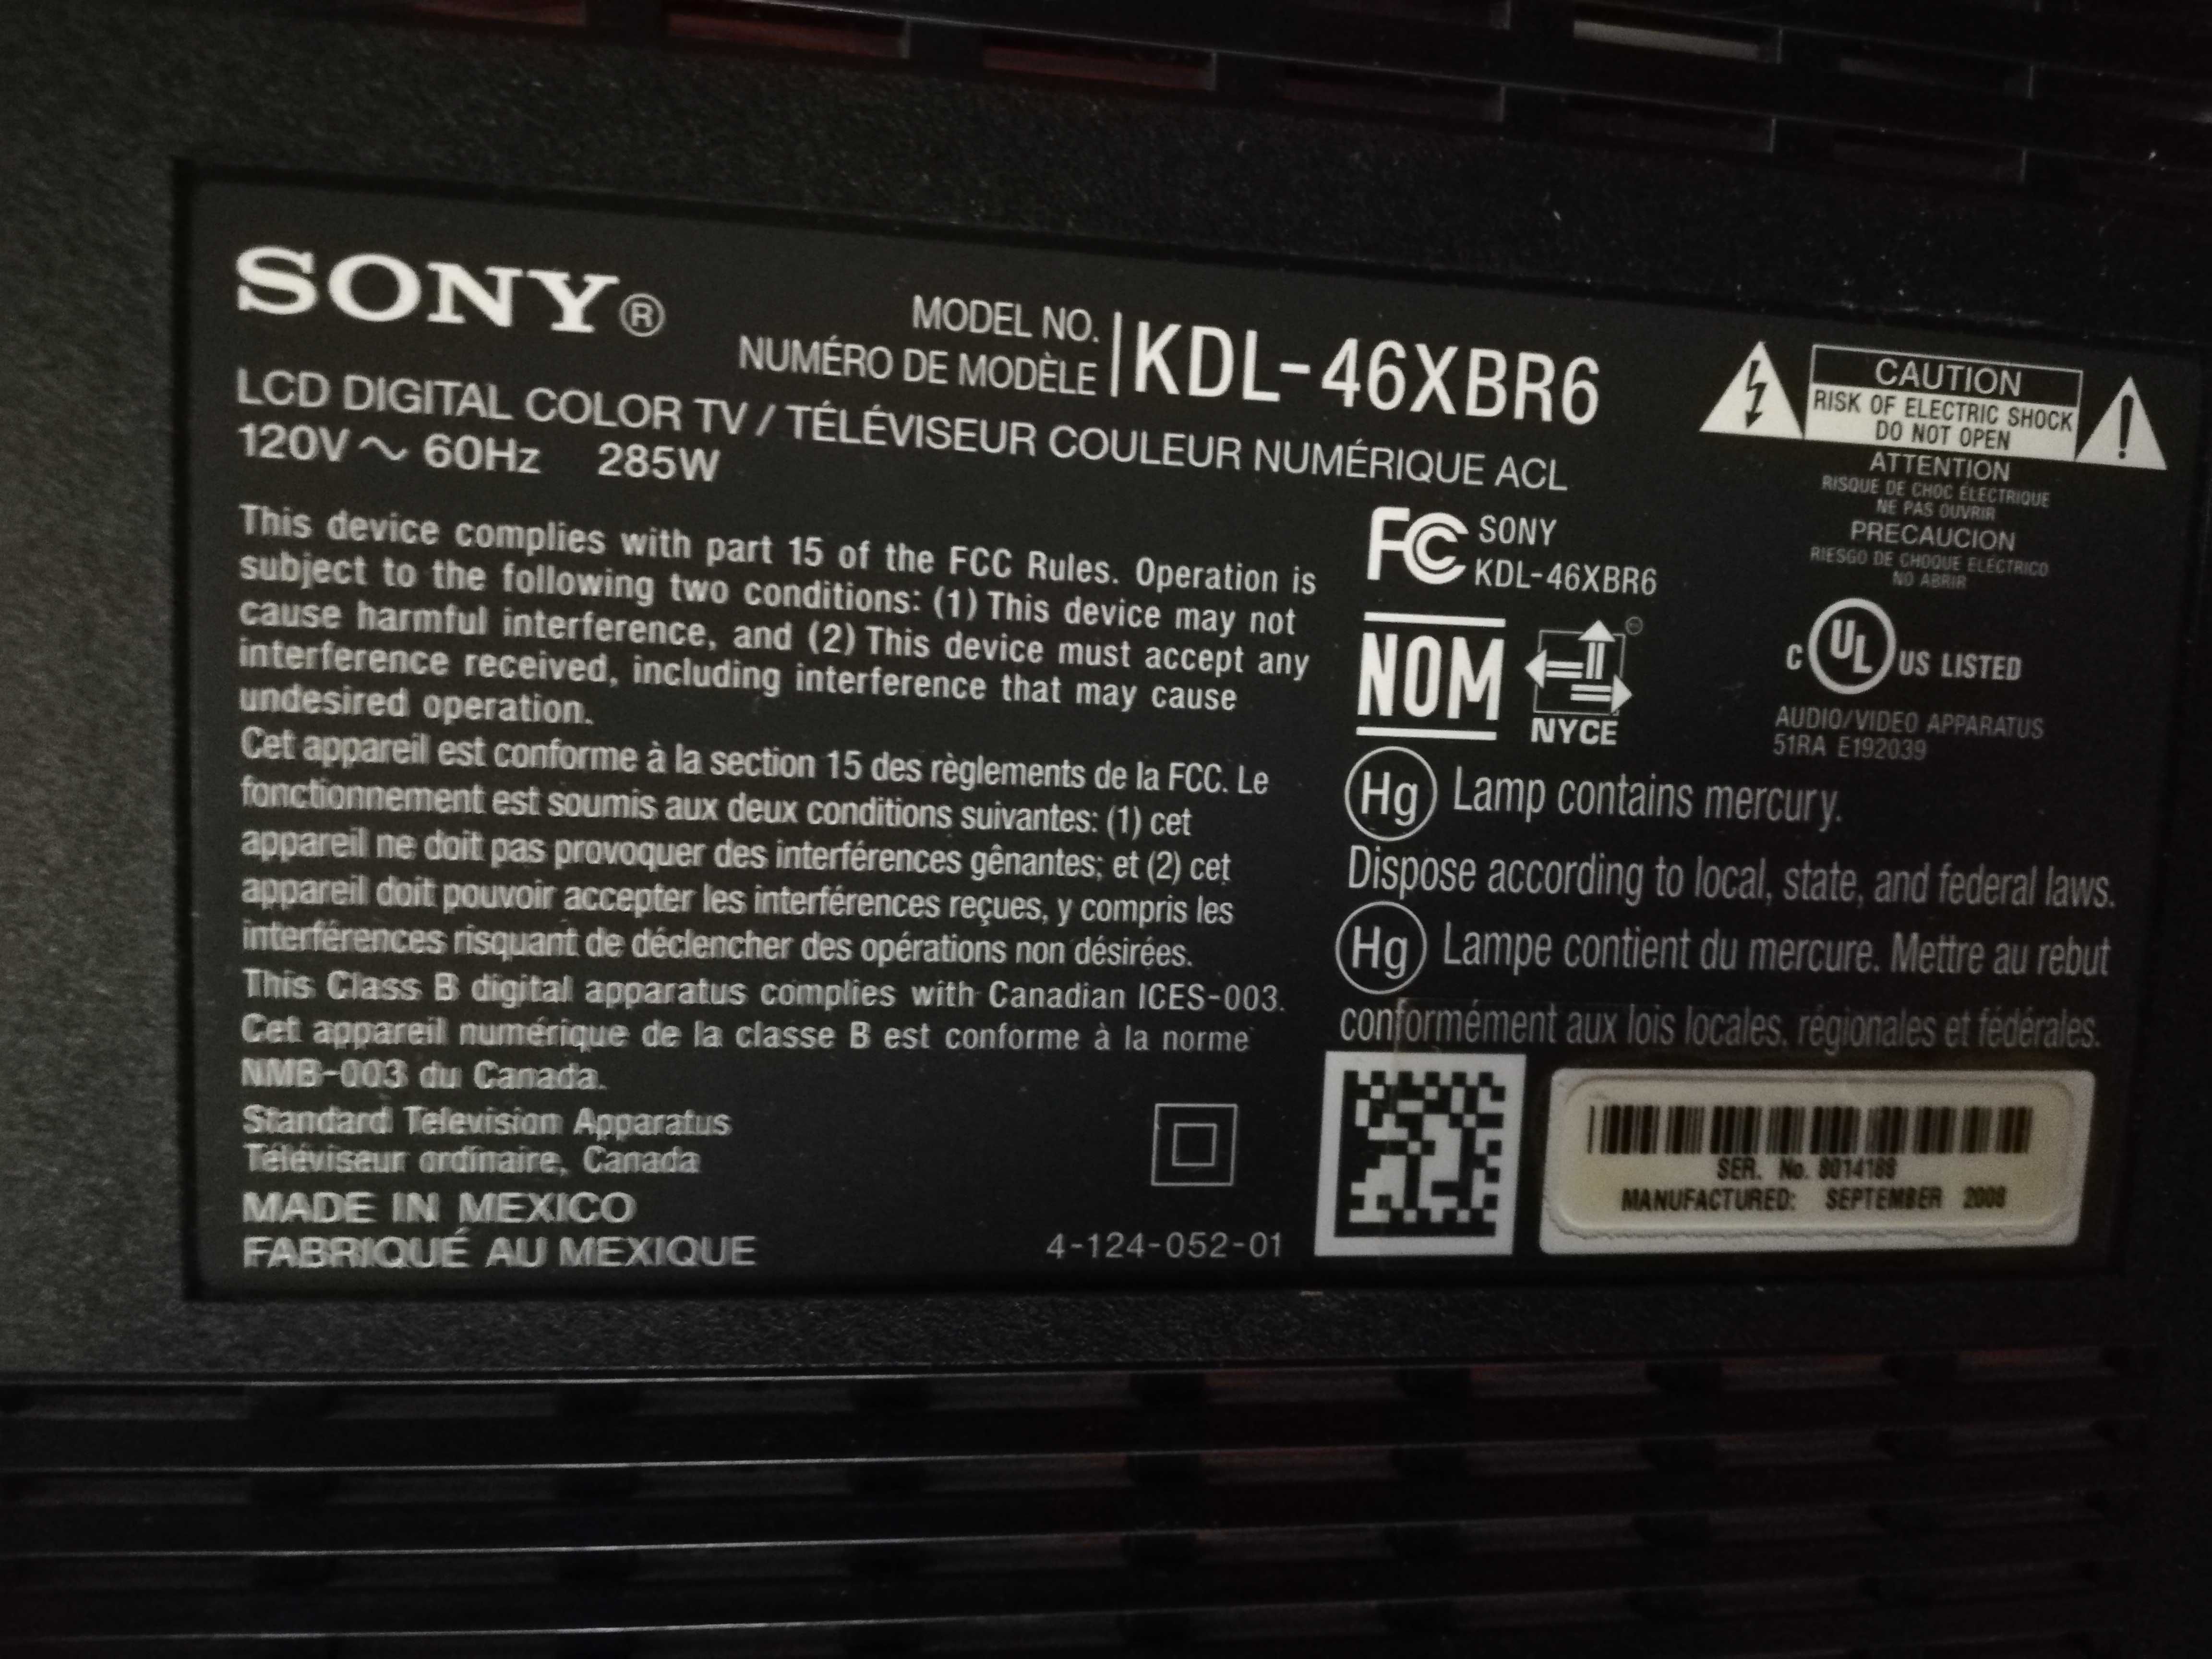 SONY®
MODEL NO.
NUMÉRO DE MODÈLE
KDL-46XBR6
LCD DIGITAL COLOR TV / TÉLÉVISEUR COULEUR NUMÉRIQUE ACL
120V ~ 60Hz 285W
This device complies with part 15 of the FCC Rules. Operation is
subject to the following two conditions: (1) This device may not
cause harmful interference, and (2) This device must accept any
interference received, including interference that may cause
undesired operation.
Cet appareil est conforme à la section 15 des règlements de la FCC. Le
fonctionnement est soumis aux deux conditions suivantes: (1) cet
appareil ne doit pas provoquer des interférences gênantes; et (2) cet
appareil doit pouvoir accepter les interférences reçues, y compris les
interférences risquant de déclencher des opérations non désirées.
This Class B digital apparatus complies with Canadian ICES-003.
Cet appareil numérique de la classe B est conforme à la norme
NMB-003 du Canada.
Standard Television Apparatus
Téléviseur ordinaire, Canada
MADE IN MEXICO
FABRIQUÉ AU MEXIQUE
4-124-052-01
CAUTION
RISK OF ELECTRIC SHOCK
DO NOT OPEN
ATTENTION
RISQUE DE CHOC ÉLECTRIQUE
NE PAS OUVRIR
PRECAUCION
RIESGO DE CHOQUE ELECTRICO
NO ABRIR
FC SONY
KDL-46XBR6
NOM
NYCE
C UL US LISTED
AUDIO/VIDEO APPARATUS
51RA E192039
Hg Lamp contains mercury.
Dispose according to local, state, and federal laws.
Hg Lampe contient du mercure. Mettre au rebut
conformément aux lois locales, régionales et fédérales.
SER. No. 8014188
MANUFACTURED: SEPTEMBER 2008